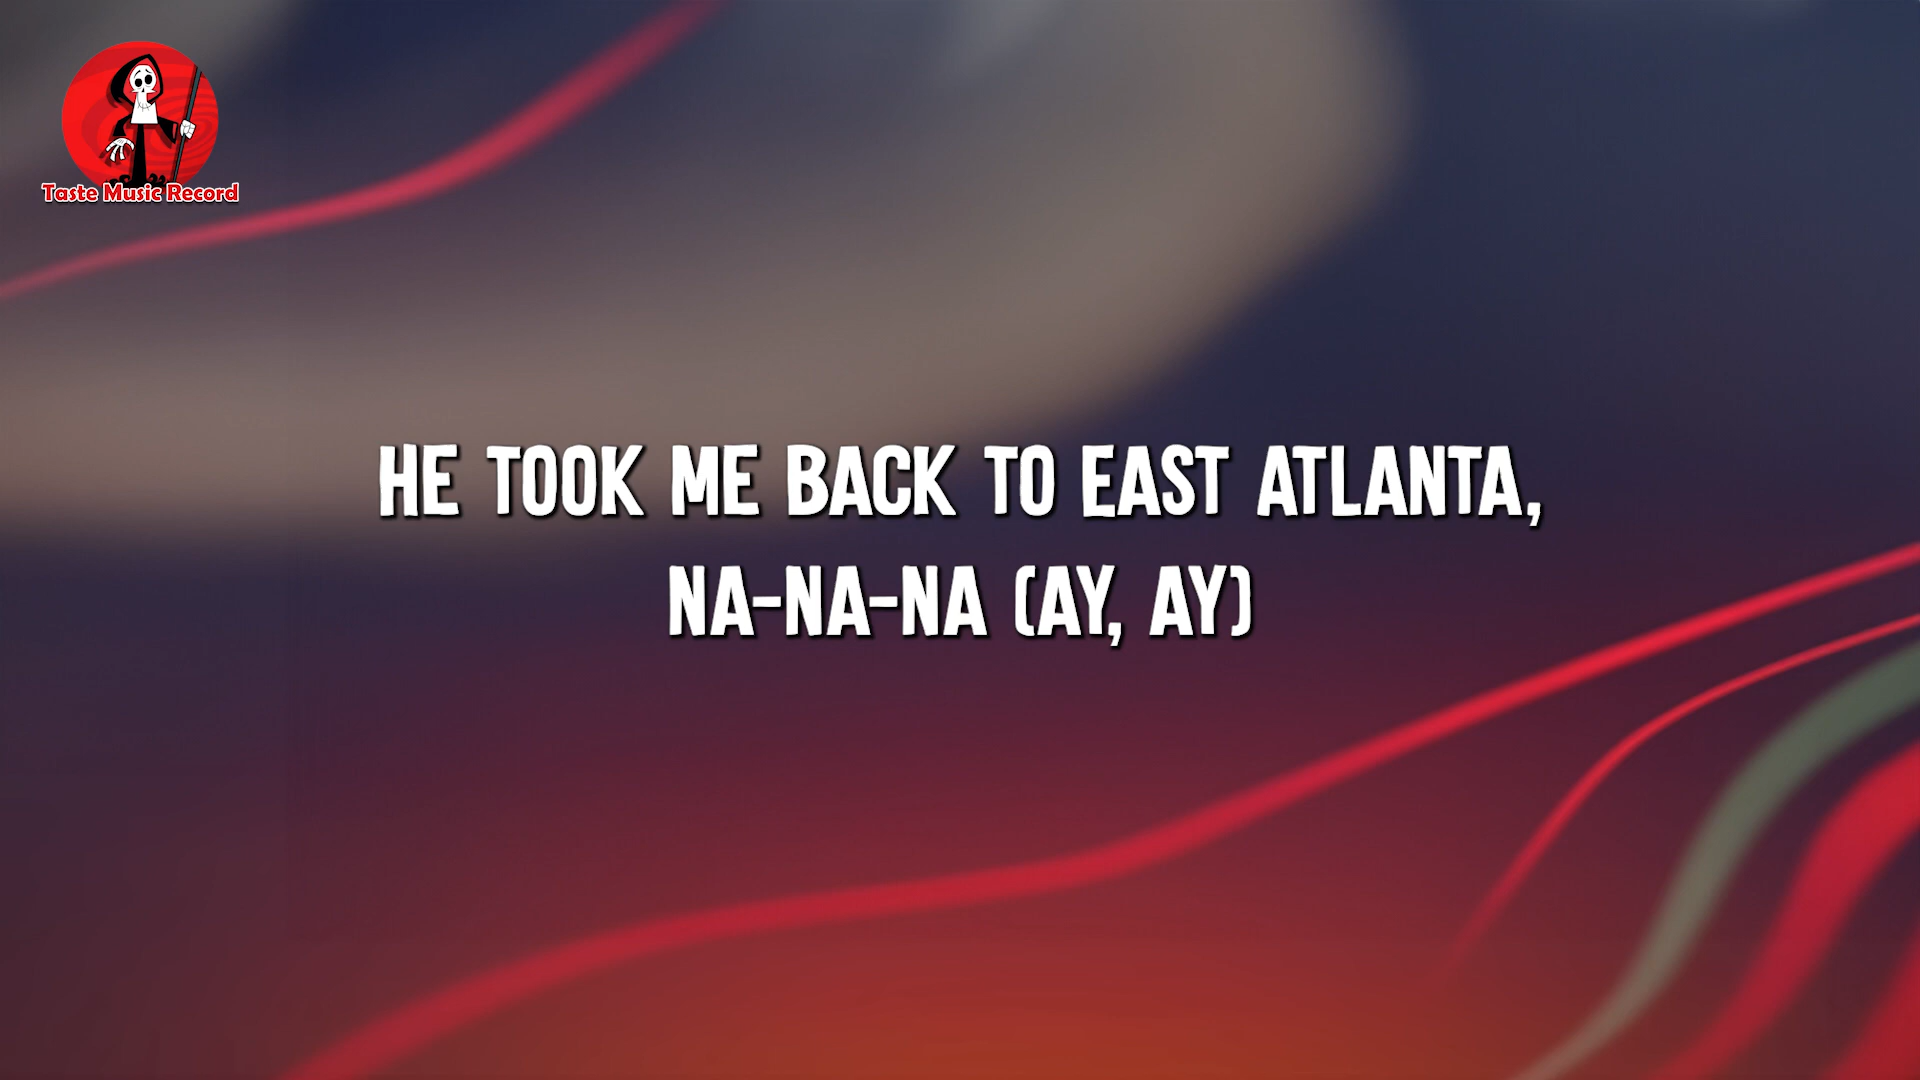 Taste Music Record
HE TOOK ME BACK TO EAST ATLANTA,
NA-NA-NA (AY, AY)